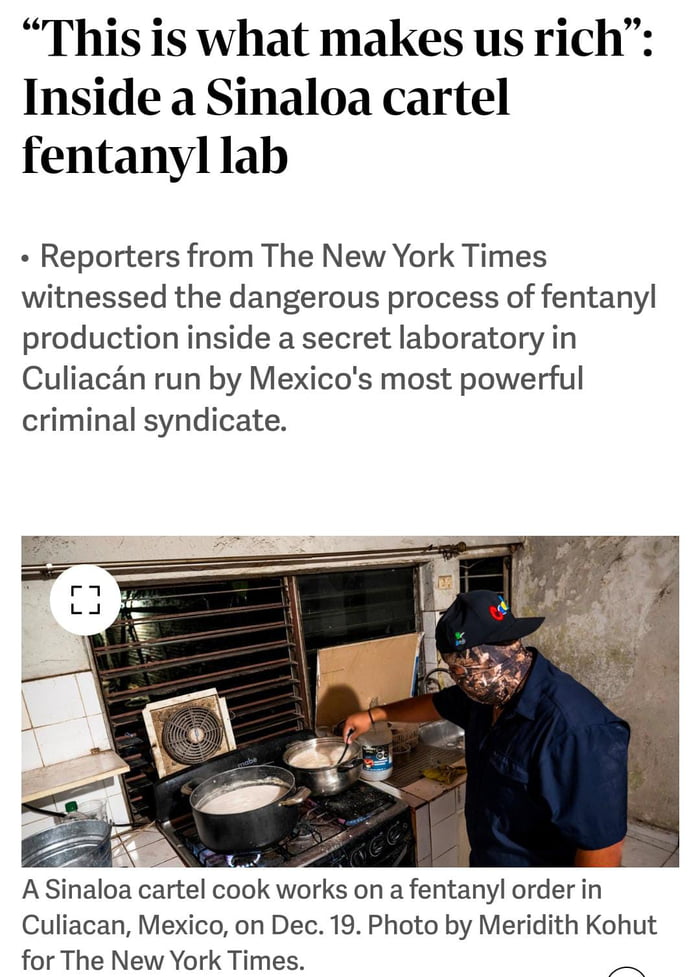 “This is what makes us rich”:
Inside a Sinaloa cartel
fentanyl lab
• Reporters from The New York Times
witnessed the dangerous process of fentanyl
production inside a secret laboratory in
Culiacán run by Mexico's most powerful
criminal syndicate.
mabe
A Sinaloa cartel cook works on a fentanyl order in
Culiacan, Mexico, on Dec. 19. Photo by Meridith Kohut
for The New York Times.